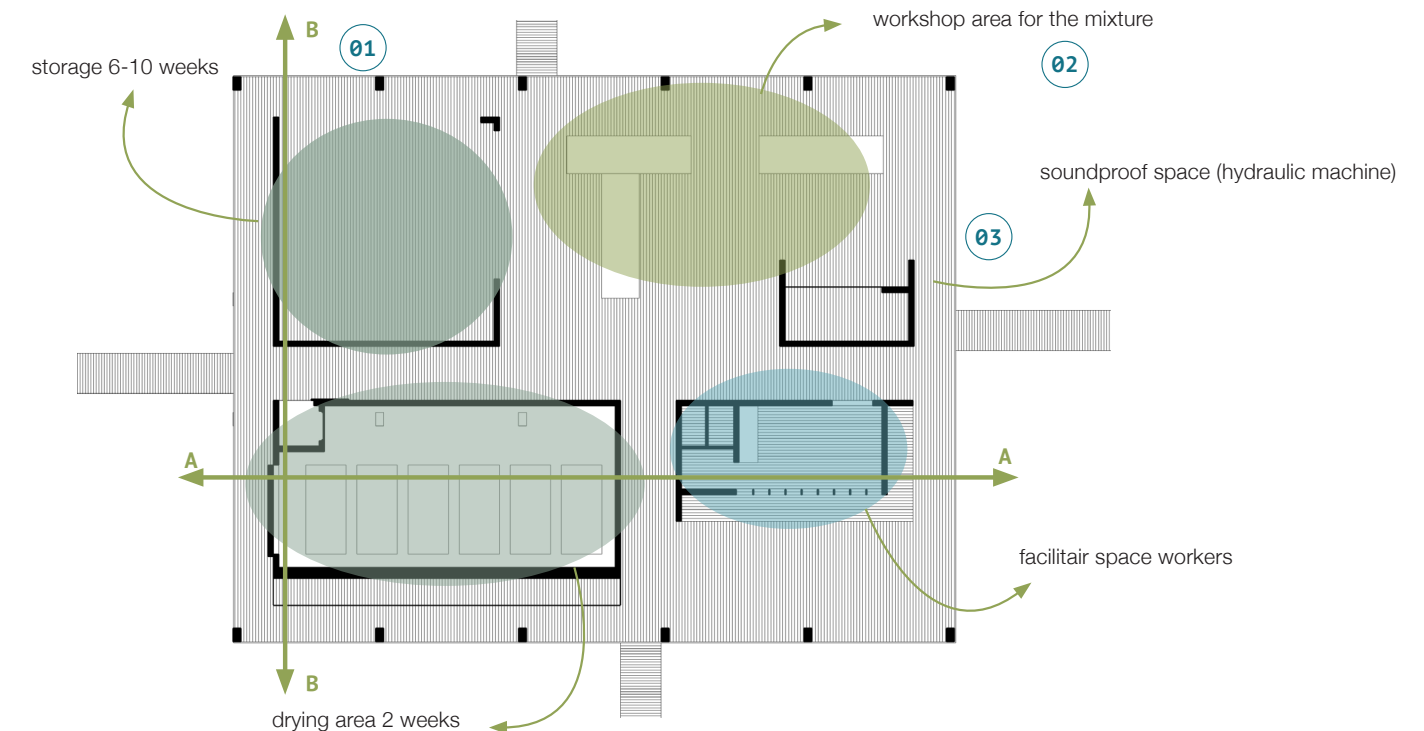 workshop area for the mixture
B
01
02
storage 6-10 weeks
soundproof space (hydraulic machine)
03
A
A
facilitair space workers
B
drying area 2 weeks